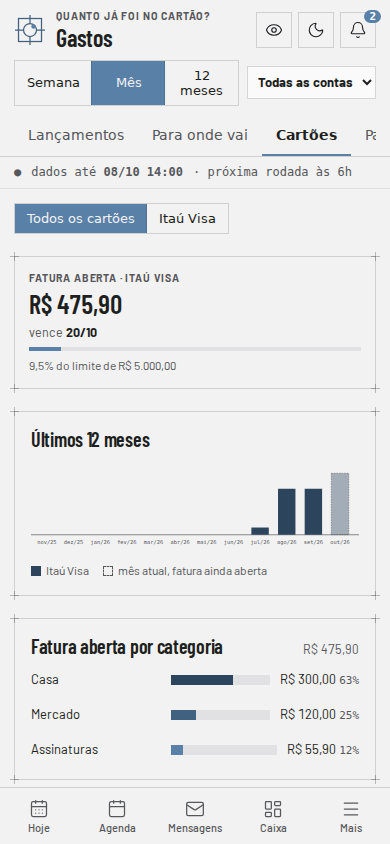 QUANTO JÁ FOI NO CARTÃO?
Gastos
2
Semana
Mês
12 meses
Todas as contas
Lançamentos
Para onde vai
Cartões
● dados até 08/10 14:00 · próxima rodada às 6h
Todos os cartões
Itaú Visa
FATURA ABERTA · ITAÚ VISA
R$ 475,90
vence 20/10
9,5% do limite de R$ 5.000,00
Últimos 12 meses
nov/25 dez/25 jan/26 fev/26 mar/26 abr/26 mai/26 jun/26 jul/26 ago/26 set/26 out/26
Itaú Visa
mês atual, fatura ainda aberta
Fatura aberta por categoria
R$ 475,90
Casa R$ 300,00 63%
Mercado R$ 120,00 25%
Assinaturas R$ 55,90 12%
Hoje
Agenda
Mensagens
Caixa
Mais